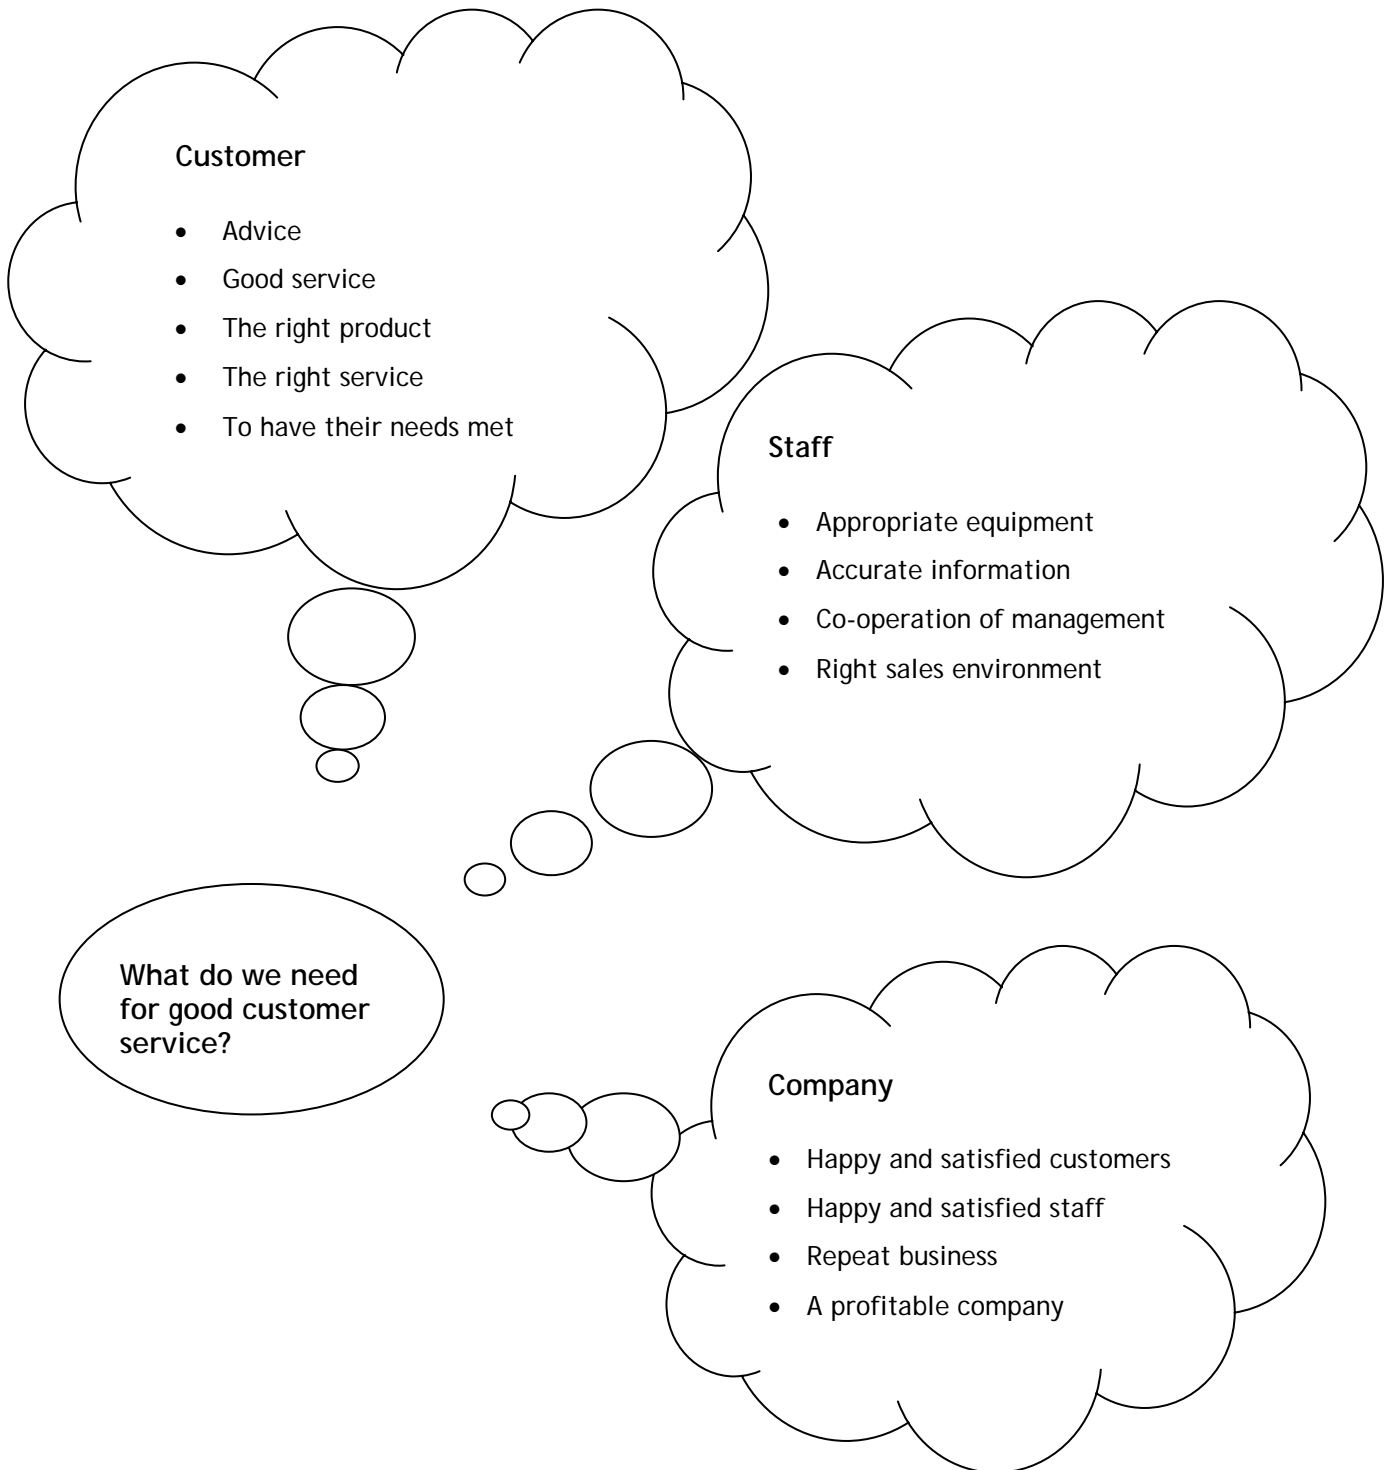 Customer
• Advice
• Good service
• The right product
• The right service
• To have their needs met
Staff
• Appropriate equipment
• Accurate information
• Co-operation of management
• Right sales environment
What do we need
for good customer
service?
Company
• Happy and satisfied customers
• Happy and satisfied staff
• Repeat business
• A profitable company